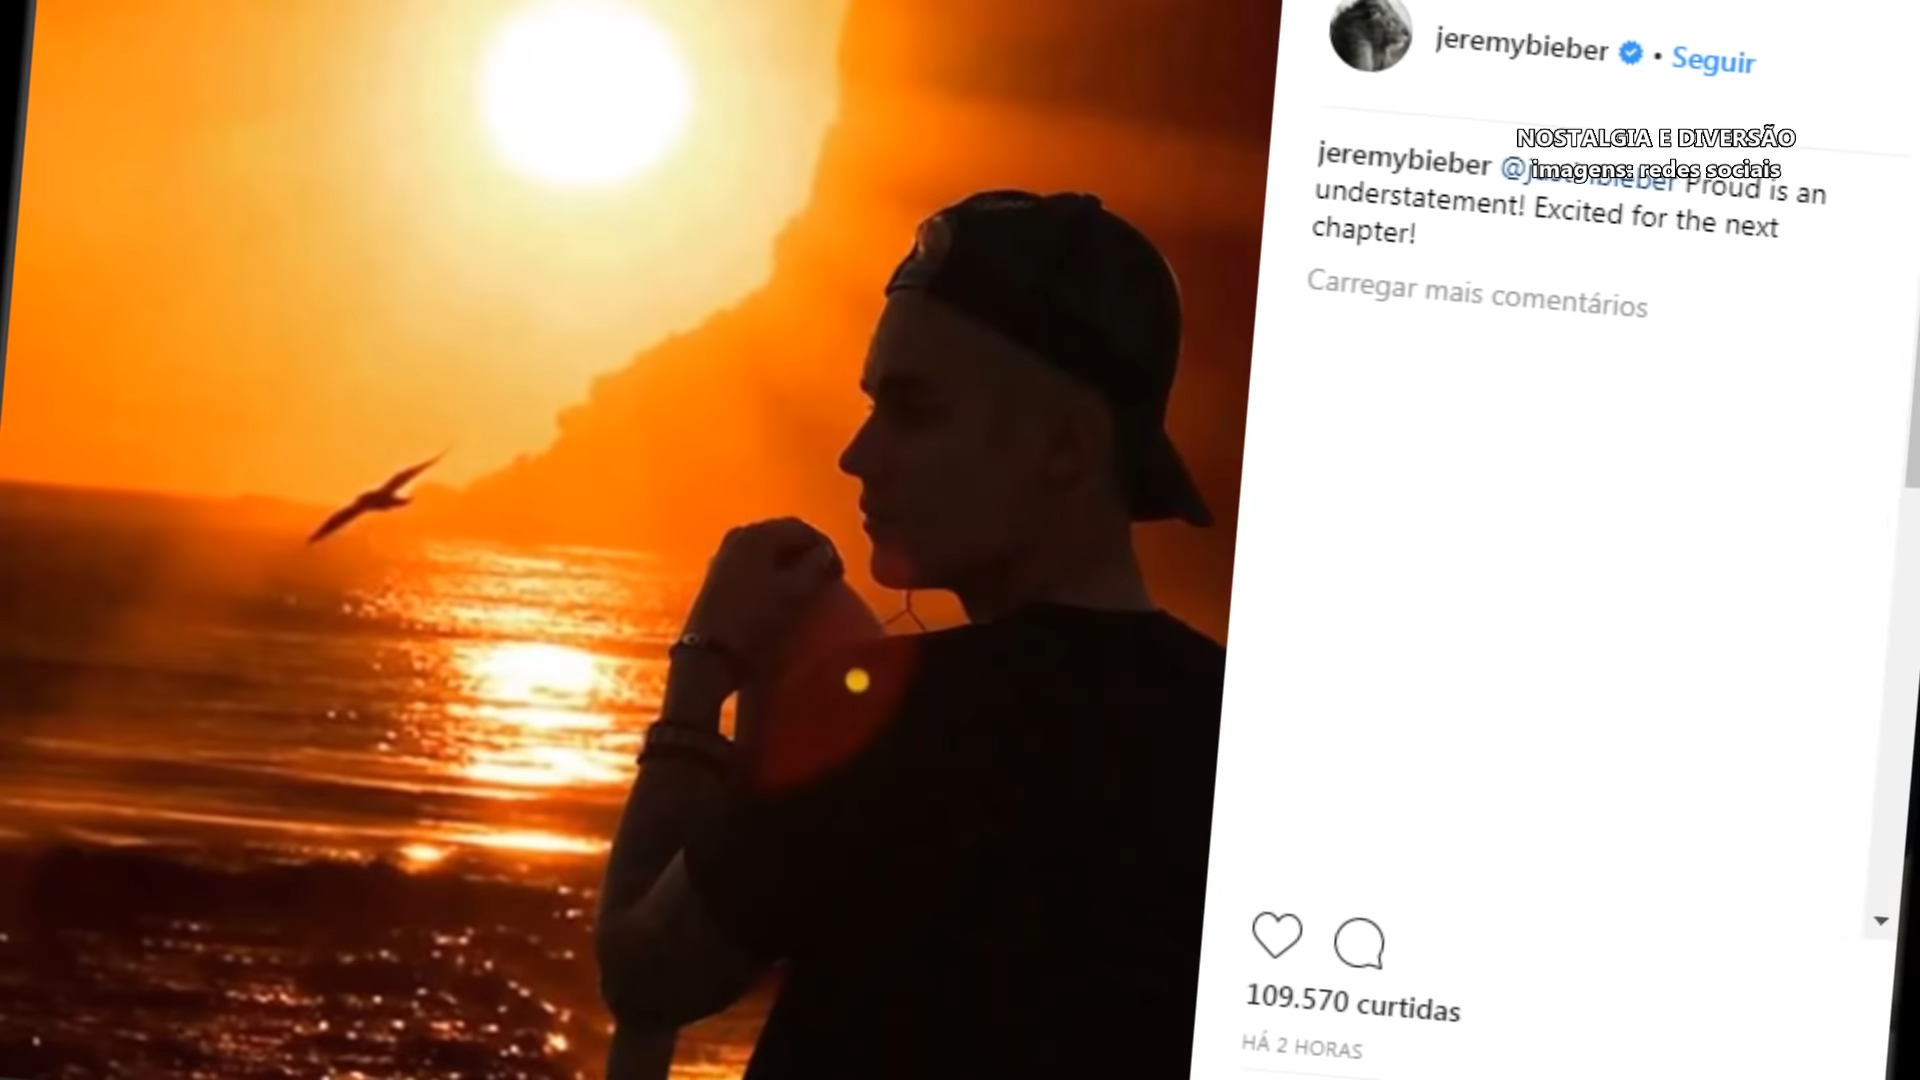 jeremybieber • Seguir
NOSTALGIA E DIVERSÃO
imagens: redes sociais
jeremybieber Proud is an
understatement! Excited for the next
chapter!
Carregar mais comentários
109.570 curtidas
HÁ 2 HORAS